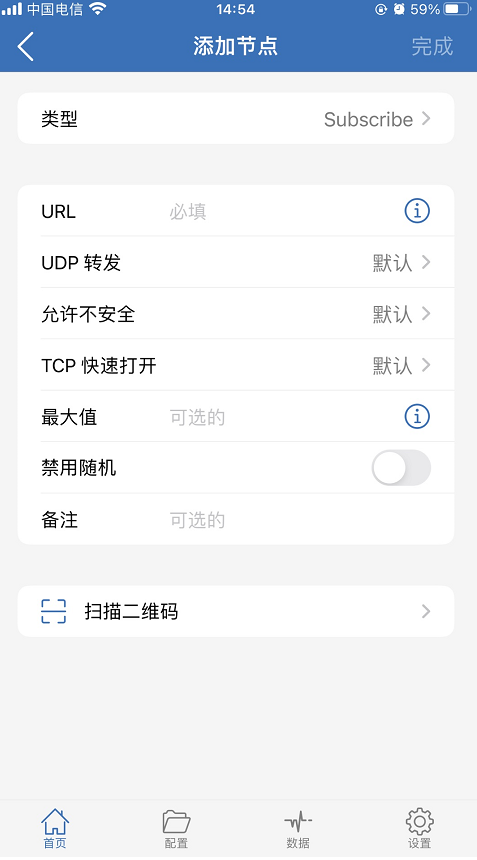 中国电信 14:54 59%
添加节点 完成
类型 Subscribe
URL 必填
UDP 转发 默认
允许不安全 默认
TCP 快速打开 默认
最大值 可选的
禁用随机
备注 可选的
扫描二维码
首页 配置 数据 设置